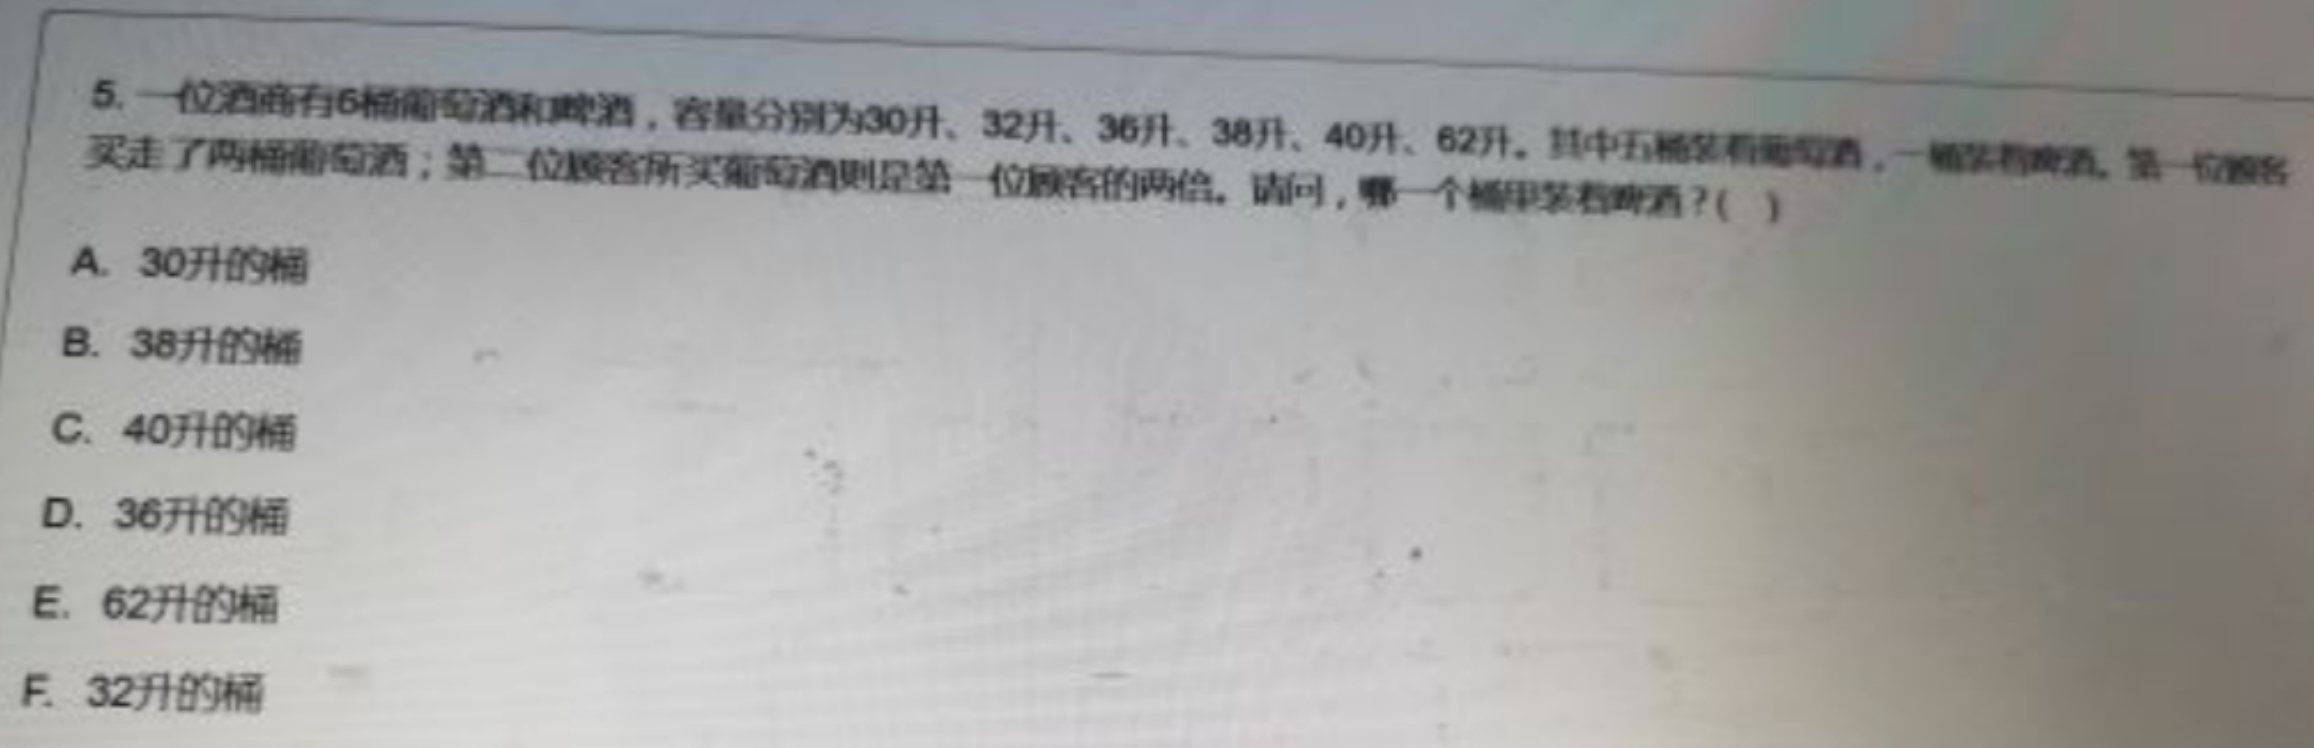 5. 一位酒商有6桶葡萄酒和啤酒，容量分别为30升、32升、36升、38升、40升、62升。其中五桶装着葡萄酒，一桶装着啤酒。第一位顾客
买走了两桶葡萄酒；第二位顾客所买葡萄酒则是第一位顾客的两倍。请问，哪一个桶里装着啤酒？( )
A. 30升的桶
B. 38升的桶
C. 40升的桶
D. 36升的桶
E. 62升的桶
F. 32升的桶